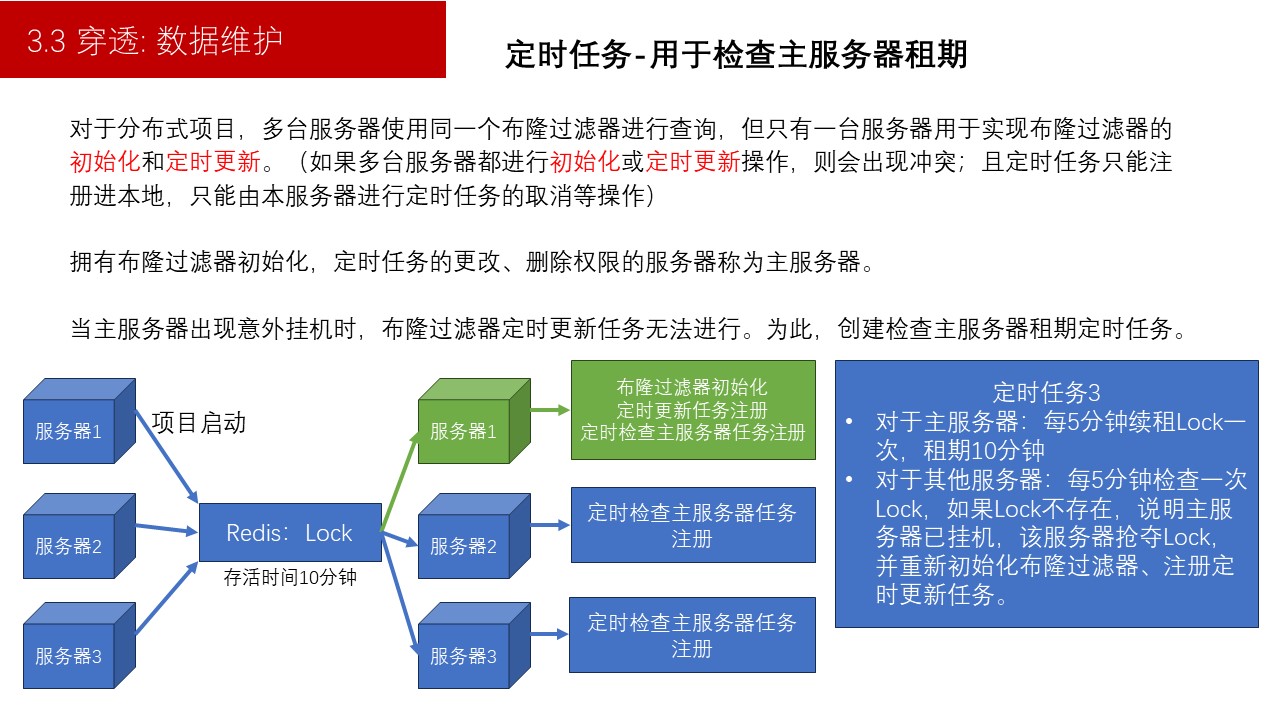 3.3 穿透: 数据维护
定时任务-用于检查主服务器租期
对于分布式项目，多台服务器使用同一个布隆过滤器进行查询，但只有一台服务器用于实现布隆过滤器的
初始化和定时更新。（如果多台服务器都进行初始化或定时更新操作，则会出现冲突；且定时任务只能注
册进本地，只能由本服务器进行定时任务的取消等操作）
拥有布隆过滤器初始化，定时任务的更改、删除权限的服务器称为主服务器。
当主服务器出现意外挂机时，布隆过滤器定时更新任务无法进行。为此，创建检查主服务器租期定时任务。
服务器1
项目启动
服务器2
服务器3
Redis：Lock
存活时间10分钟
服务器1
布隆过滤器初始化
定时更新任务注册
定时检查主服务器任务注册
服务器2
定时检查主服务器任务
注册
服务器3
定时检查主服务器任务
注册
定时任务3
• 对于主服务器：每5分钟续租Lock一
次，租期10分钟
• 对于其他服务器：每5分钟检查一次
Lock，如果Lock不存在，说明主服
务器已挂机，该服务器抢夺Lock，
并重新初始化布隆过滤器、注册定
时更新任务。